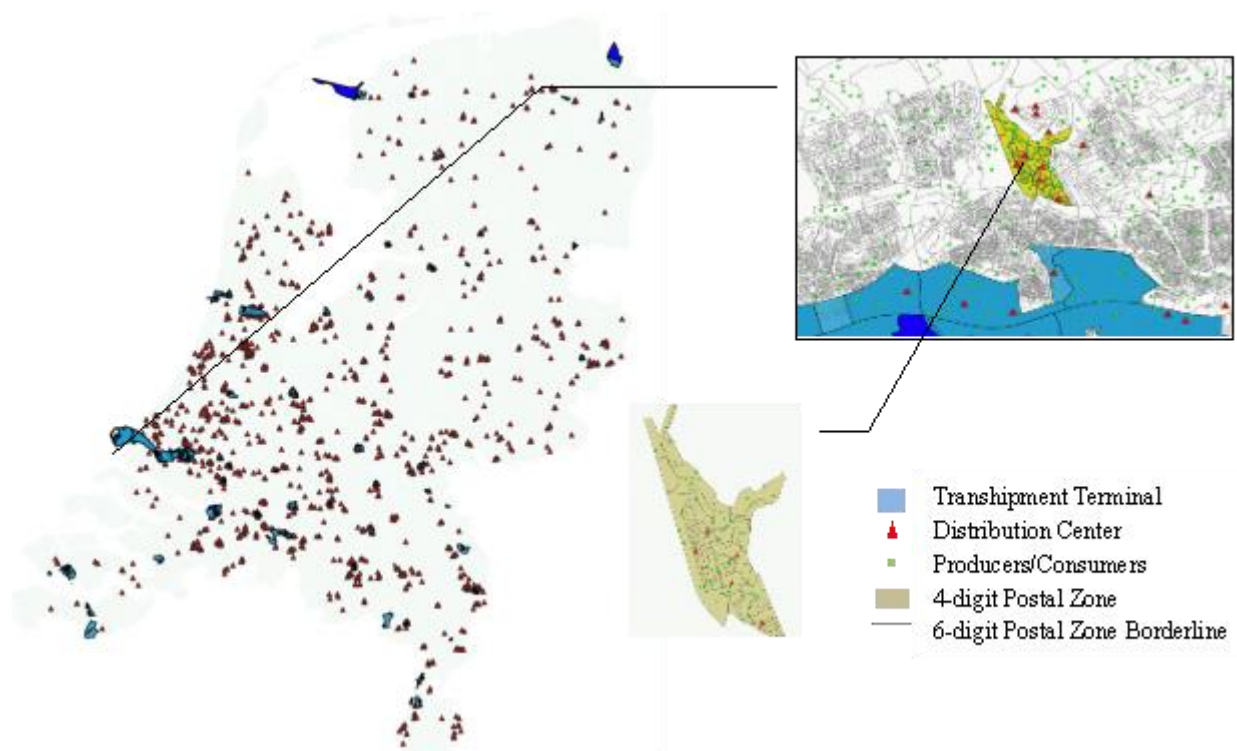 Transhipment Terminal
Distribution Center
Producers/Consumers
4-digit Postal Zone
6-digit Postal Zone Borderline